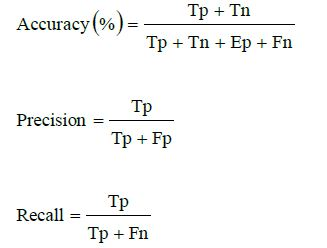 Accuracy (%) = Tp + Tn / Tp + Tn + Ep + Fn
Precision = Tp / Tp + Fp
Recall = Tp / Tp + Fn